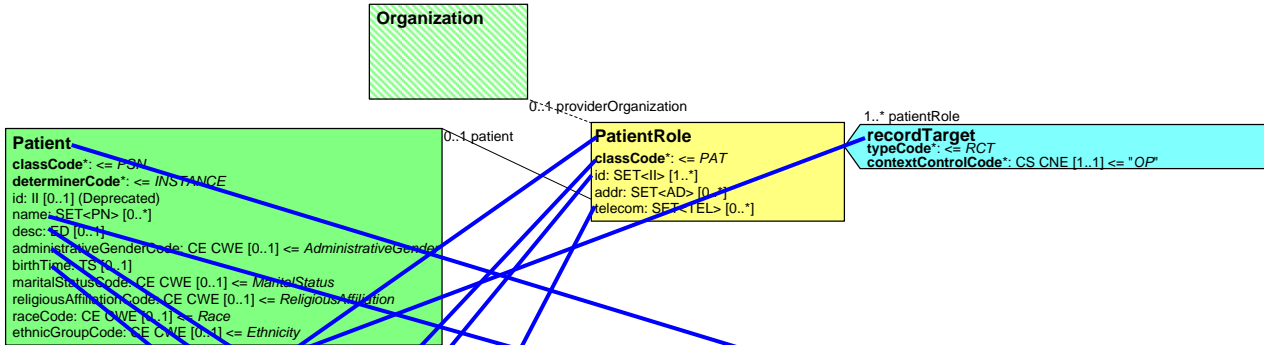 Organization
0..1 providerOrganization
1..* patientRole
0..1 patient
Patient
classCode*: <= PSN
determinerCode*: <= INSTANCE
id: II [0..1] (Deprecated)
name: SET<PN> [0..*]
desc: ED [0..1]
administrativeGenderCode: CE CWE [0..1] <= AdministrativeGender
birthTime: TS [0..1]
maritalStatusCode: CE CWE [0..1] <= MaritalStatus
religiousAffiliationCode: CE CWE [0..1] <= ReligiousAffiliation
raceCode: CE CWE [0..1] <= Race
ethnicGroupCode: CE CWE [0..1] <= Ethnicity
PatientRole
classCode*: <= PAT
id: SET<II> [1..*]
addr: SET<AD> [0..*]
telecom: SET<TEL> [0..*]
recordTarget
typeCode*: <= RCT
contextControlCode*: CS CNE [1..1] <= "OP"